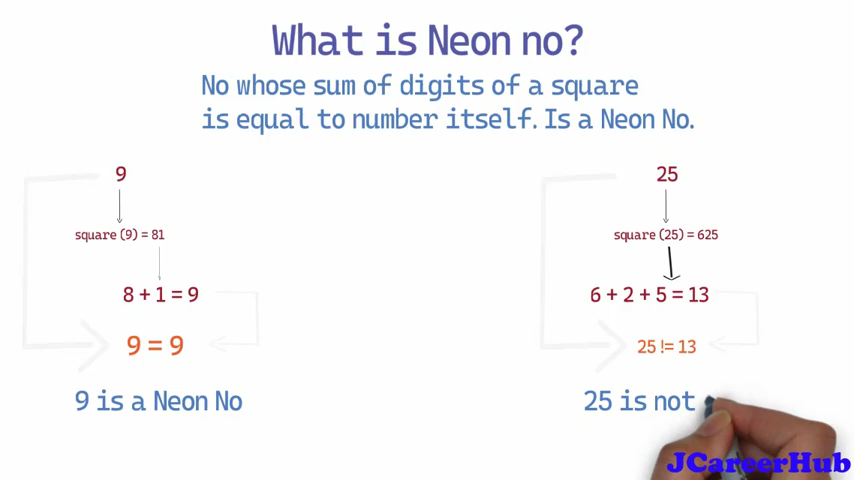 What is Neon no?
No whose sum of digits of a square
is equal to number itself. Is a Neon No.
9
square (9) = 81
8 + 1 = 9
9 = 9
9 is a Neon No
25
square (25) = 625
6 + 2 + 5 = 13
25 != 13
25 is not
JCareerHub